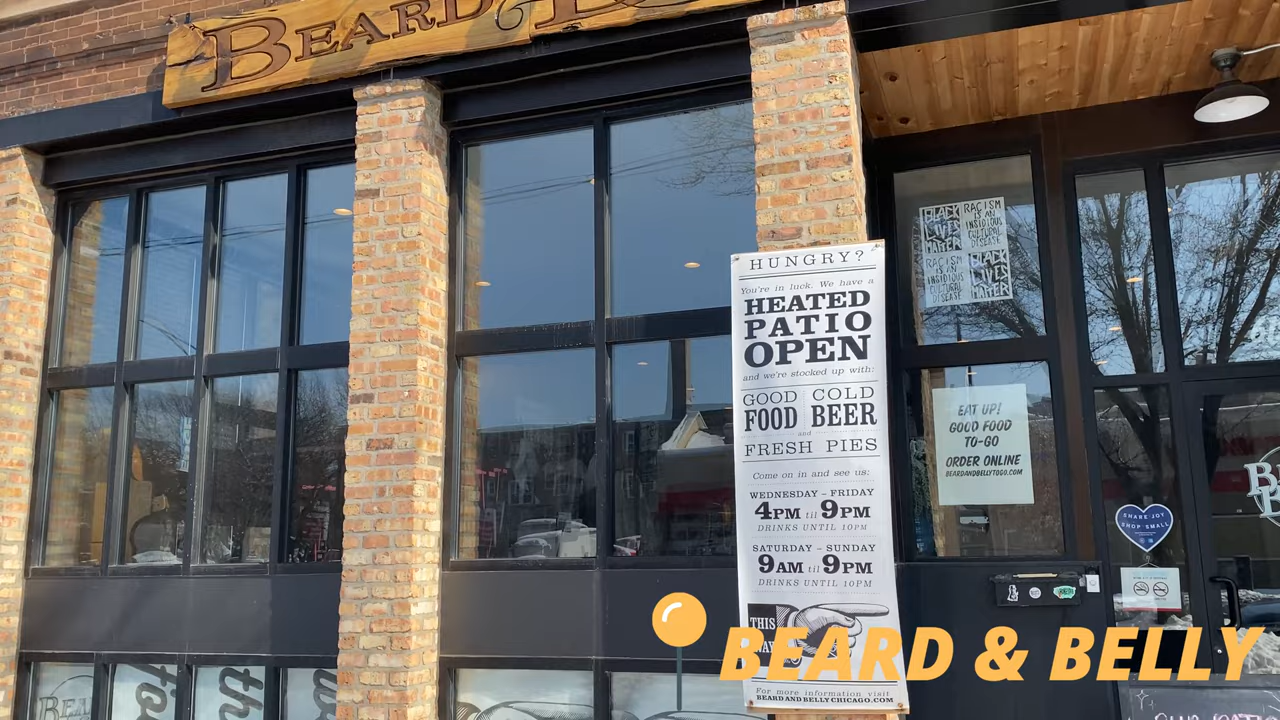 BEARD
HUNGRY?
You're in luck. We have a
HEATED
PATIO
OPEN
and we're stocked up with:
GOOD COLD
FOOD BEER
and
FRESH PIES
Come on in and see us:
WEDNESDAY – FRIDAY
4PM til 9PM
DRINKS UNTIL 10PM
SATURDAY – SUNDAY
9AM til 9PM
DRINKS UNTIL 10PM
THIS
WAY
For more information visit
BEARDANDBELLYCHICAGO.COM
BLACK
LIVES
MATTER
RACISM
IS AN
INSIDIOUS
CULTURAL
DISEASE
RACISM
IS AN
INSIDIOUS
CULTURAL
DISEASE
BLACK
LIVES
MATTER
EAT UP!
GOOD FOOD
TO-GO
ORDER ONLINE
BEARDANDBELLYTOGO.COM
SHARE JOY
SHOP SMALL
to
th
BEARD & BELLY